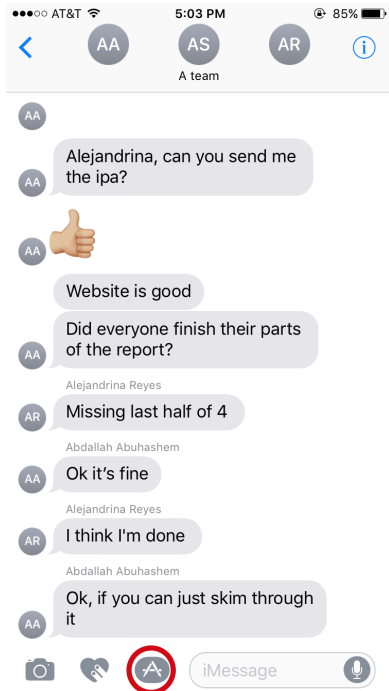 AT&T 5:03 PM 85%
AA AS AR
A team
AA
Alejandrina, can you send me
the ipa?
AA
AA
Website is good
Did everyone finish their parts
of the report?
AA
Alejandrina Reyes
AR Missing last half of 4
Abdallah Abuhashem
AA Ok it's fine
Alejandrina Reyes
AR I think I'm done
Abdallah Abuhashem
Ok, if you can just skim through
it
AA
iMessage